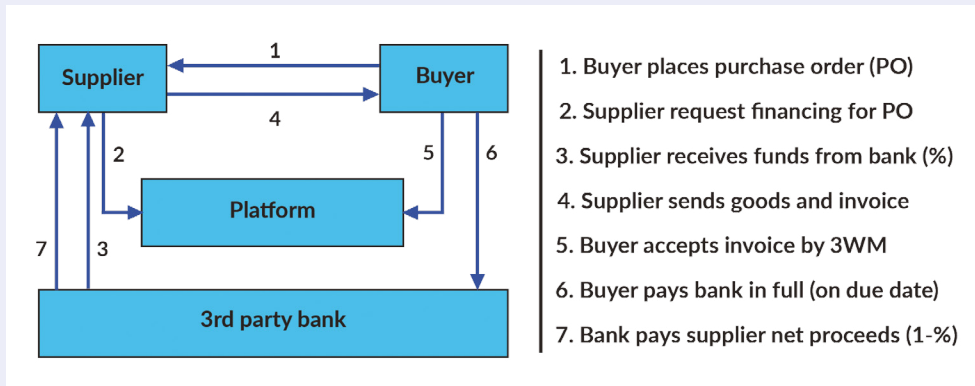 1
Supplier
Buyer
4
2
5
6
Platform
7
3
3rd party bank
1. Buyer places purchase order (PO)
2. Supplier request financing for PO
3. Supplier receives funds from bank (%)
4. Supplier sends goods and invoice
5. Buyer accepts invoice by 3WM
6. Buyer pays bank in full (on due date)
7. Bank pays supplier net proceeds (1-%)